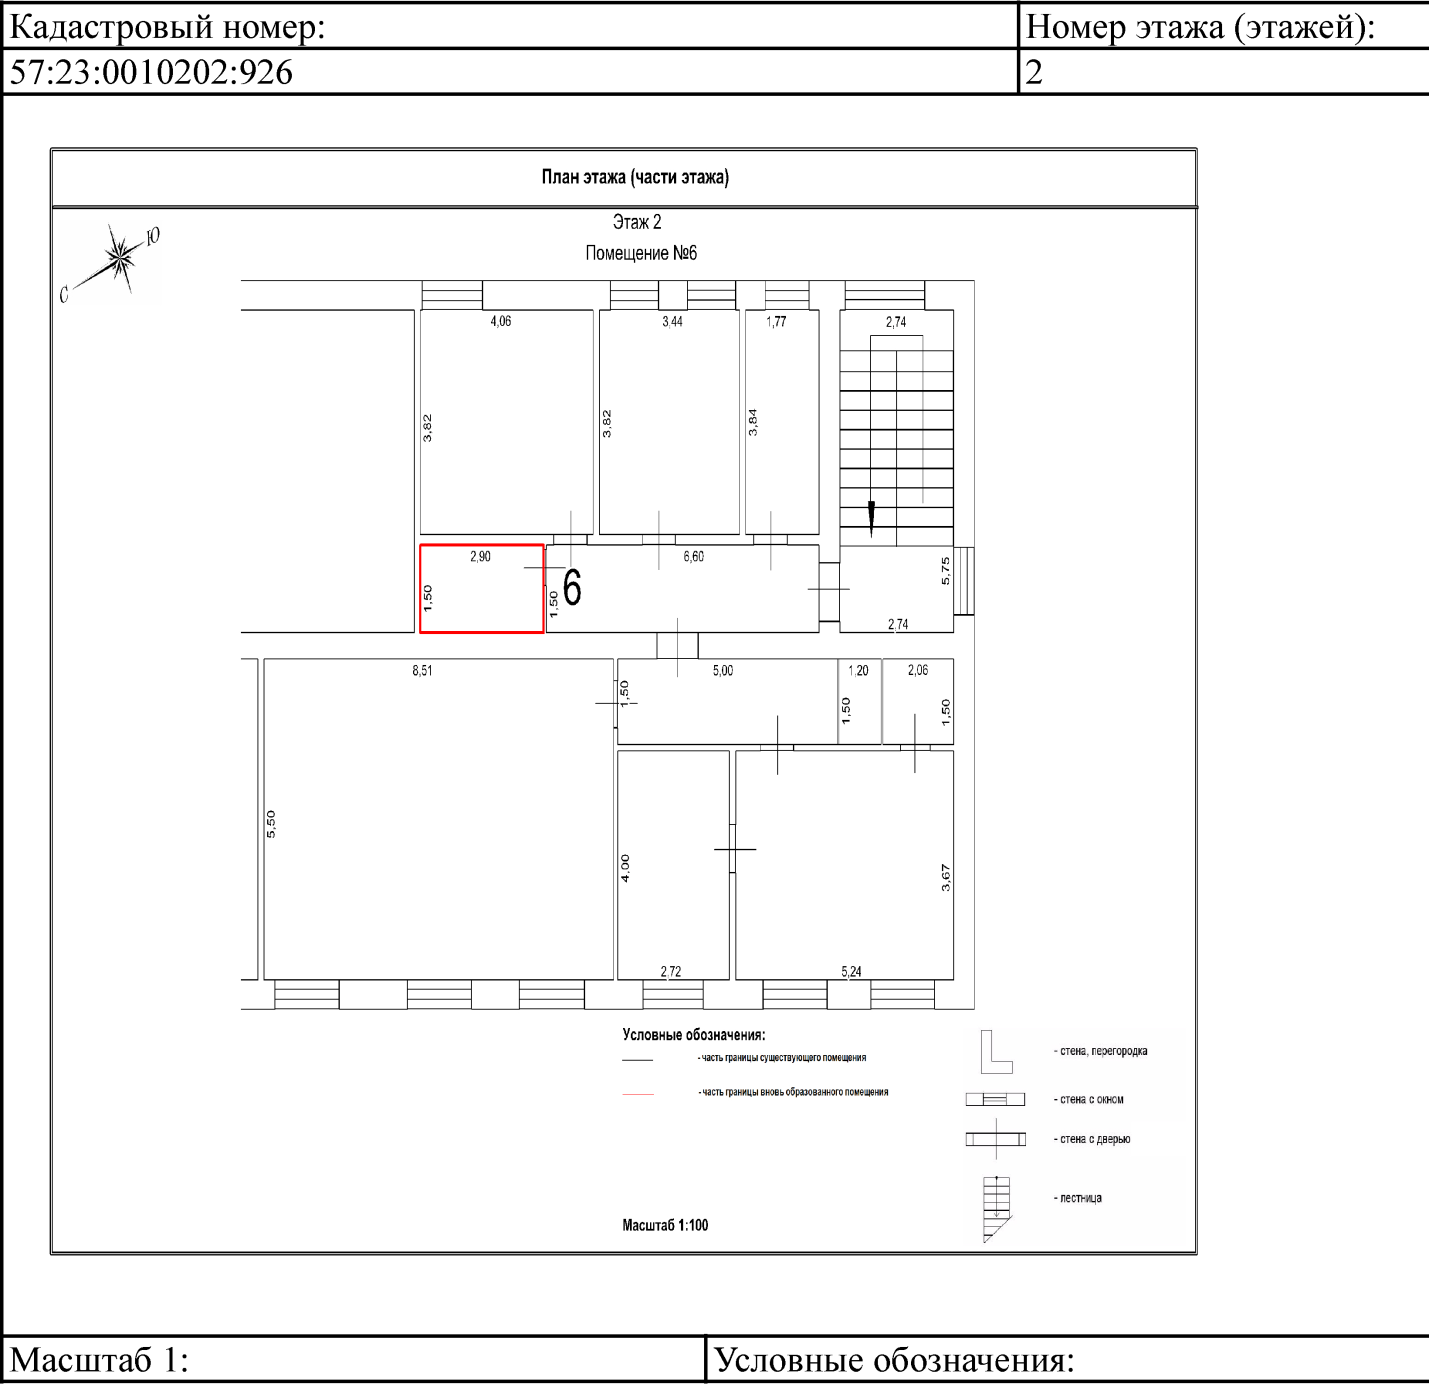 Кадастровый номер:
Номер этажа (этажей):
57:23:0010202:926
2
План этажа (части этажа)
Этаж 2
Помещение №6
Ю
С
4,06
3,44
1,77
2,74
3,82
3,82
3,84
2,90
6,60
5,75
1,50
1,50
6
2,74
8,51
5,00
1,20
2,06
1,50
1,50
1,50
5,50
4,00
3,67
2,72
5,24
Условные обозначения:
- часть границы существующего помещения
- часть границы вновь образованного помещения
- стена, перегородка
- стена с окном
- стена с дверью
- лестница
Масштаб 1:100
Масштаб 1:
Условные обозначения: